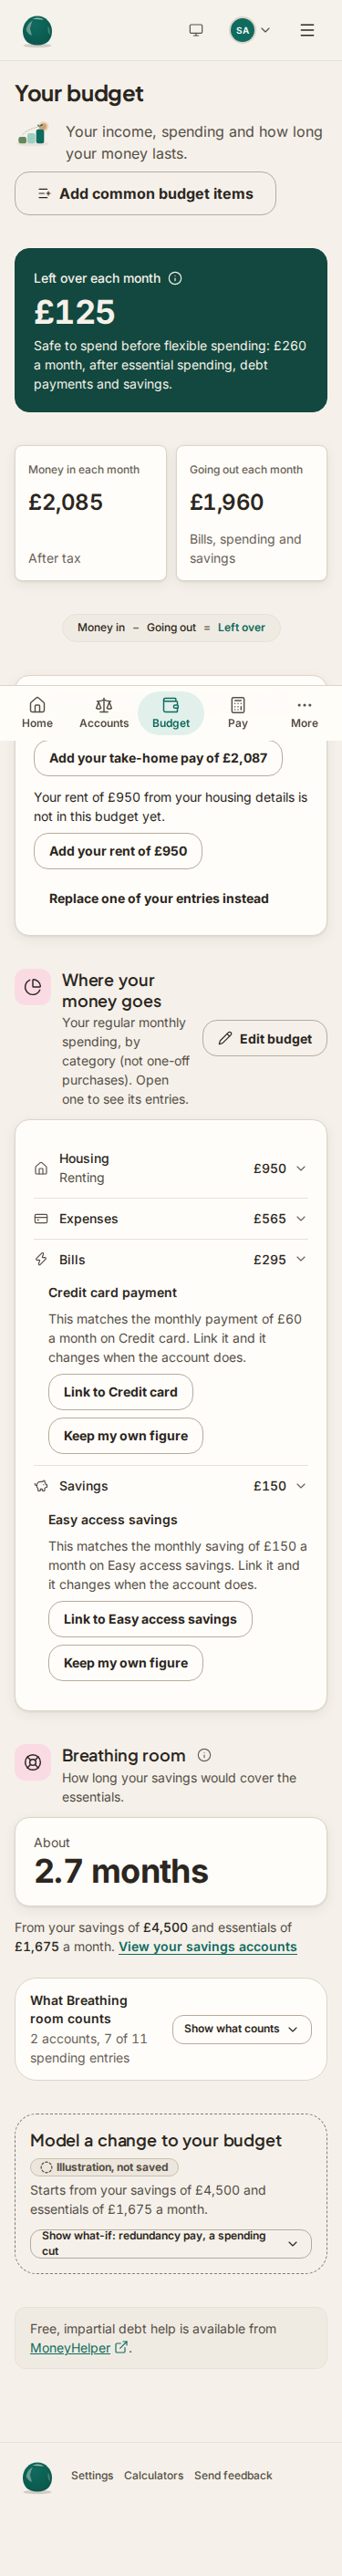 SA
Your budget
Your income, spending and how long
your money lasts.
Add common budget items
Left over each month
£125
Safe to spend before flexible spending: £260
a month, after essential spending, debt
payments and savings.
Money in each month
£2,085
After tax
Going out each month
£1,960
Bills, spending and
savings
Money in − Going out = Left over
Home
Accounts
Budget
Pay
More
Add your take-home pay of £2,087
Your rent of £950 from your housing details is
not in this budget yet.
Add your rent of £950
Replace one of your entries instead
Where your
money goes
Your regular monthly
spending, by
category (not one-off
purchases). Open
one to see its entries.
Edit budget
Housing
Renting
£950
Expenses
£565
Bills
£295
Credit card payment
This matches the monthly payment of £60
a month on Credit card. Link it and it
changes when the account does.
Link to Credit card
Keep my own figure
Savings
£150
Easy access savings
This matches the monthly saving of £150 a
month on Easy access savings. Link it and
it changes when the account does.
Link to Easy access savings
Keep my own figure
Breathing room
How long your savings would cover the
essentials.
About
2.7 months
From your savings of £4,500 and essentials of
£1,675 a month. View your savings accounts
What Breathing
room counts
2 accounts, 7 of 11
spending entries
Show what counts
Model a change to your budget
Illustration, not saved
Starts from your savings of £4,500 and
essentials of £1,675 a month.
Show what-if: redundancy pay, a spending
cut
Free, impartial debt help is available from
MoneyHelper.
Settings
Calculators
Send feedback